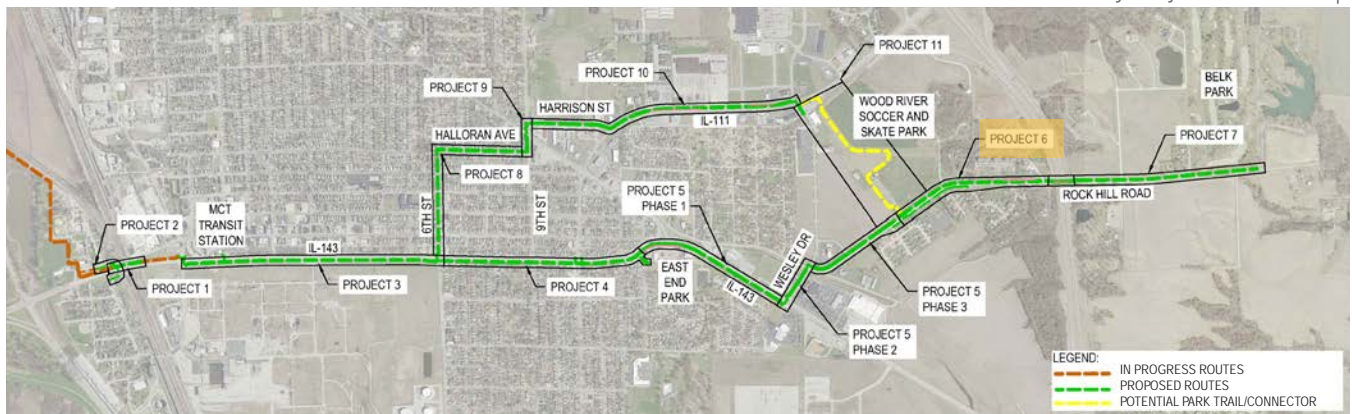 PROJECT 11
PROJECT 10
BELK
PARK
PROJECT 9
HARRISON ST
WOOD RIVER
SOCCER AND
SKATE PARK
IL-111
HALLORAN AVE
PROJECT 6
PROJECT 7
PROJECT 8
PROJECT 5
PHASE 1
ROCK HILL ROAD
MCT
TRANSIT
STATION
6TH ST
9TH ST
PROJECT 2
IL-143
WESLEY DR
EAST
END
PARK
PROJECT 1
PROJECT 3
PROJECT 4
IL-143
PROJECT 5
PHASE 3
PROJECT 5
PHASE 2
LEGEND:
IN PROGRESS ROUTES
PROPOSED ROUTES
POTENTIAL PARK TRAIL/CONNECTOR